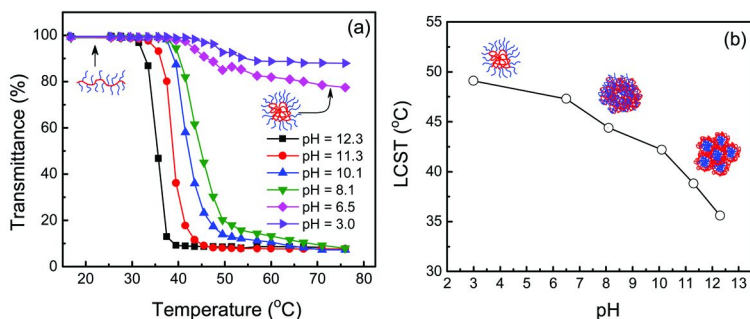 (a)
100
80
60
40
20
0
Transmittance (%)
pH = 12.3
pH = 11.3
pH = 10.1
pH = 8.1
pH = 6.5
pH = 3.0
20 30 40 50 60 70 80
Temperature (°C)
(b)
55
50
45
40
35
30
LCST (°C)
2 3 4 5 6 7 8 9 10 11 12 13
pH